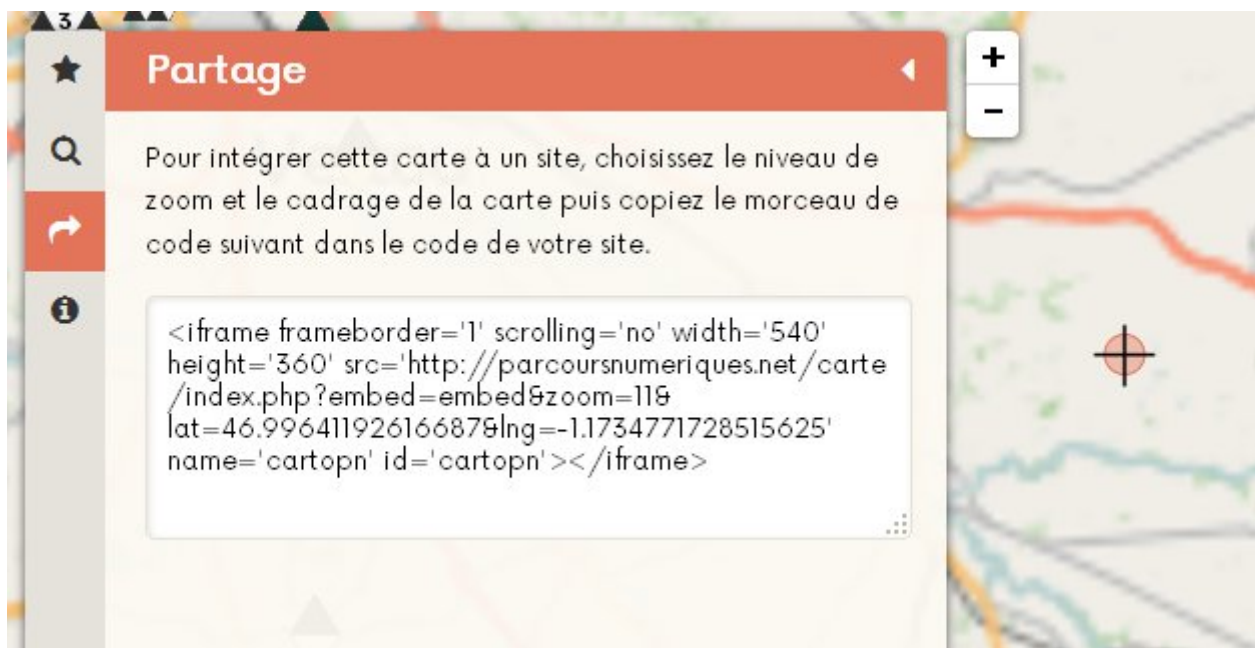 3
Partage
+
−
Pour intégrer cette carte à un site, choisissez le niveau de
zoom et le cadrage de la carte puis copiez le morceau de
code suivant dans le code de votre site.
<iframe frameborder='1' scrolling='no' width='540'
height='360' src='http://parcoursnumeriques.net/carte
/index.php?embed=embed&zoom=11&
lat=46.99641192616687&lng=-1.1734771728515625'
name='cartopn' id='cartopn'></iframe>